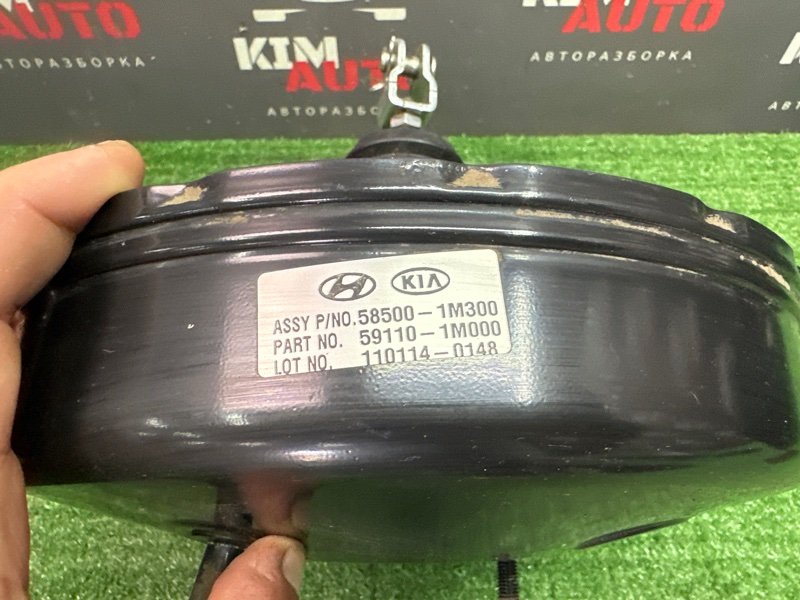 KIM AUTO
АВТОРАЗБОРКА
KIM AUTO
АВТОРАЗБОРКА
АВТОРАЗБОРКА
KIA
ASSY P/NO. 58500-1M300
PART NO. 59110-1M000
LOT NO. 110114-0148